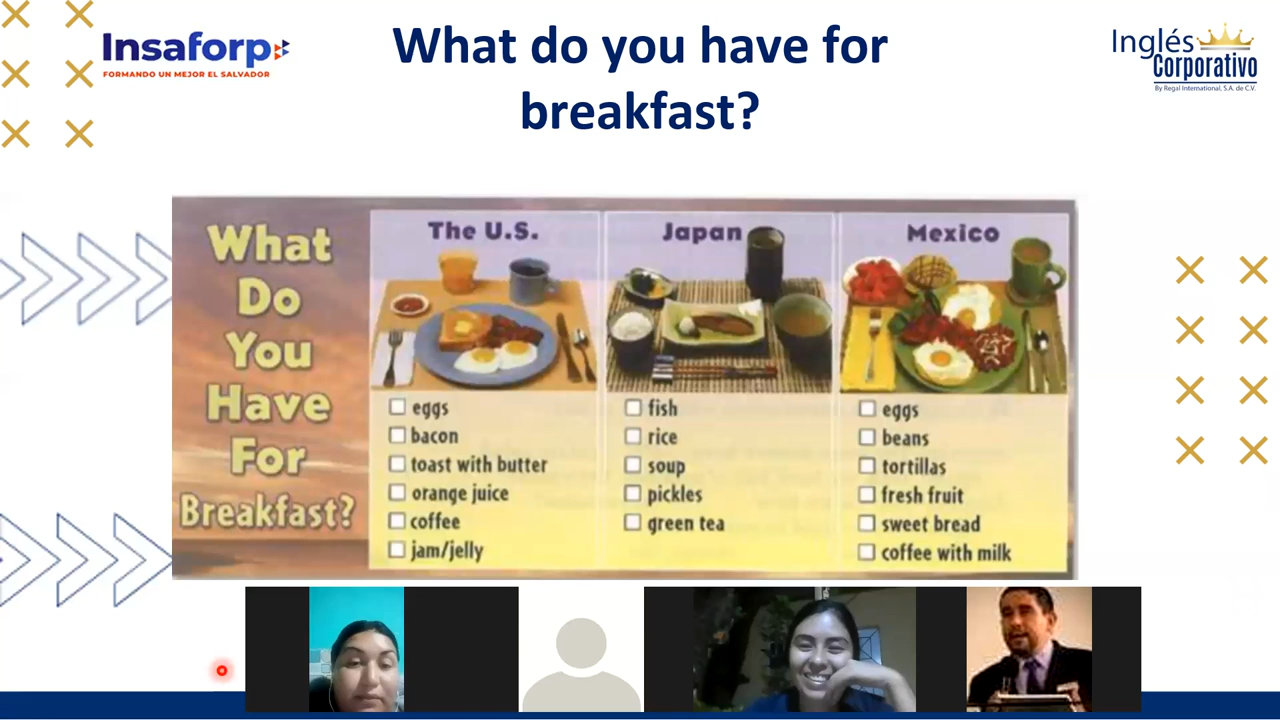 Insaforp
FORMANDO UN MEJOR EL SALVADOR
What do you have for
breakfast?
Inglés
Corporativo
By Regal International, S.A. de C.V.
What
Do
You
Have
For
Breakfast?
The U.S.
eggs
bacon
toast with butter
orange juice
coffee
jam/jelly
Japan
fish
rice
soup
pickles
green tea
Mexico
eggs
beans
tortillas
fresh fruit
sweet bread
coffee with milk